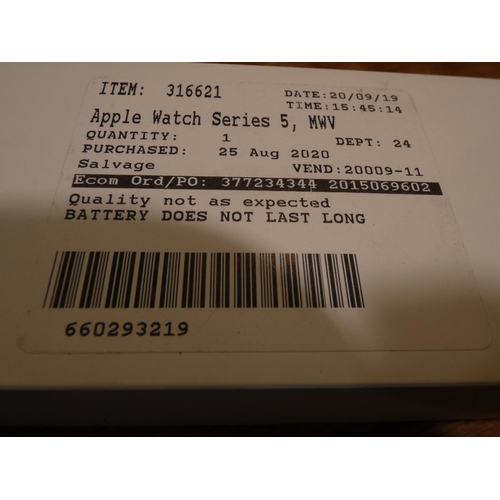 ITEM: 316621 DATE:20/09/19
TIME:15:45:14
Apple Watch Series 5, MWV
QUANTITY: 1 DEPT: 24
PURCHASED: 25 Aug 2020
Salvage VEND:20009-11
Ecom Ord/PO: 377234344 2015069602
Quality not as expected
BATTERY DOES NOT LAST LONG
660293219